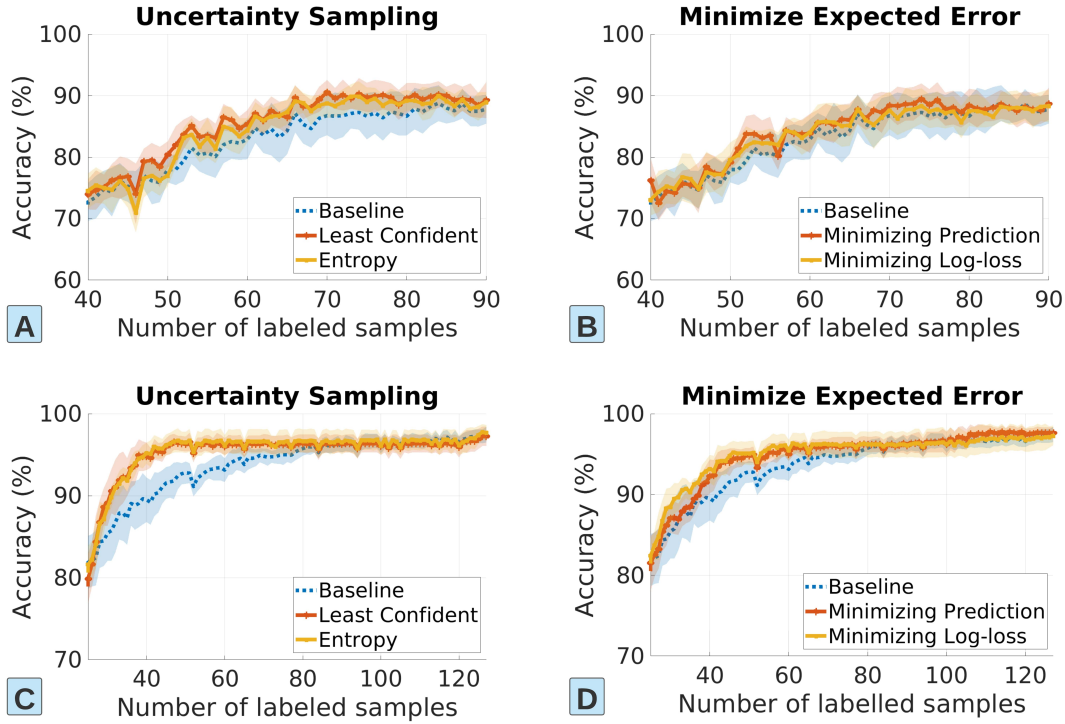 Uncertainty Sampling
Accuracy (%)
100
90
80
70
60
Baseline
Least Confident
Entropy
40 50 60 70 80 90
Number of labeled samples
A
Minimize Expected Error
Accuracy (%)
100
90
80
70
60
Baseline
Minimizing Prediction
Minimizing Log-loss
40 50 60 70 80 90
Number of labeled samples
B
Uncertainty Sampling
Accuracy (%)
100
90
80
70
Baseline
Least Confident
Entropy
40 60 80 100 120
Number of labeled samples
C
Minimize Expected Error
Accuracy (%)
100
90
80
70
Baseline
Minimizing Prediction
Minimizing Log-loss
40 60 80 100 120
Number of labelled samples
D